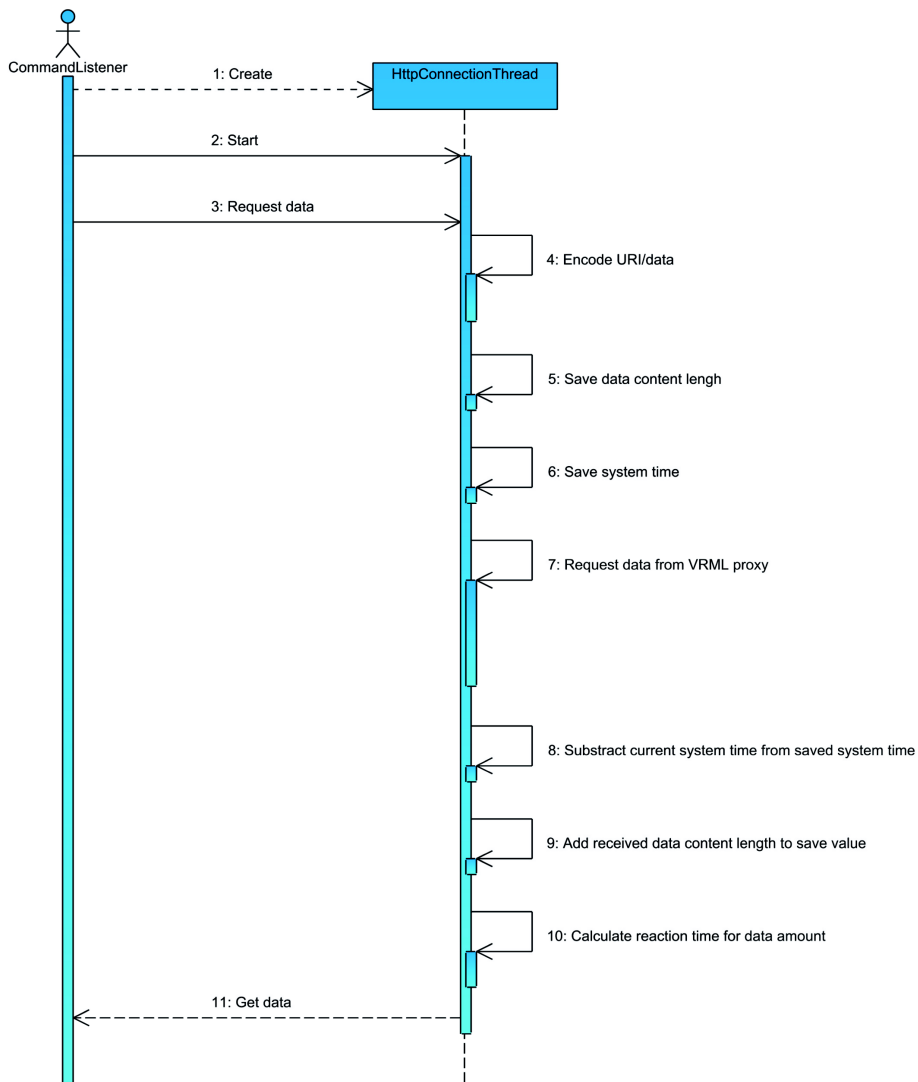 CommandListener
1: Create
HttpConnectionThread
2: Start
3: Request data
4: Encode URI/data
5: Save data content lengh
6: Save system time
7: Request data from VRML proxy
8: Substract current system time from saved system time
9: Add received data content length to save value
10: Calculate reaction time for data amount
11: Get data